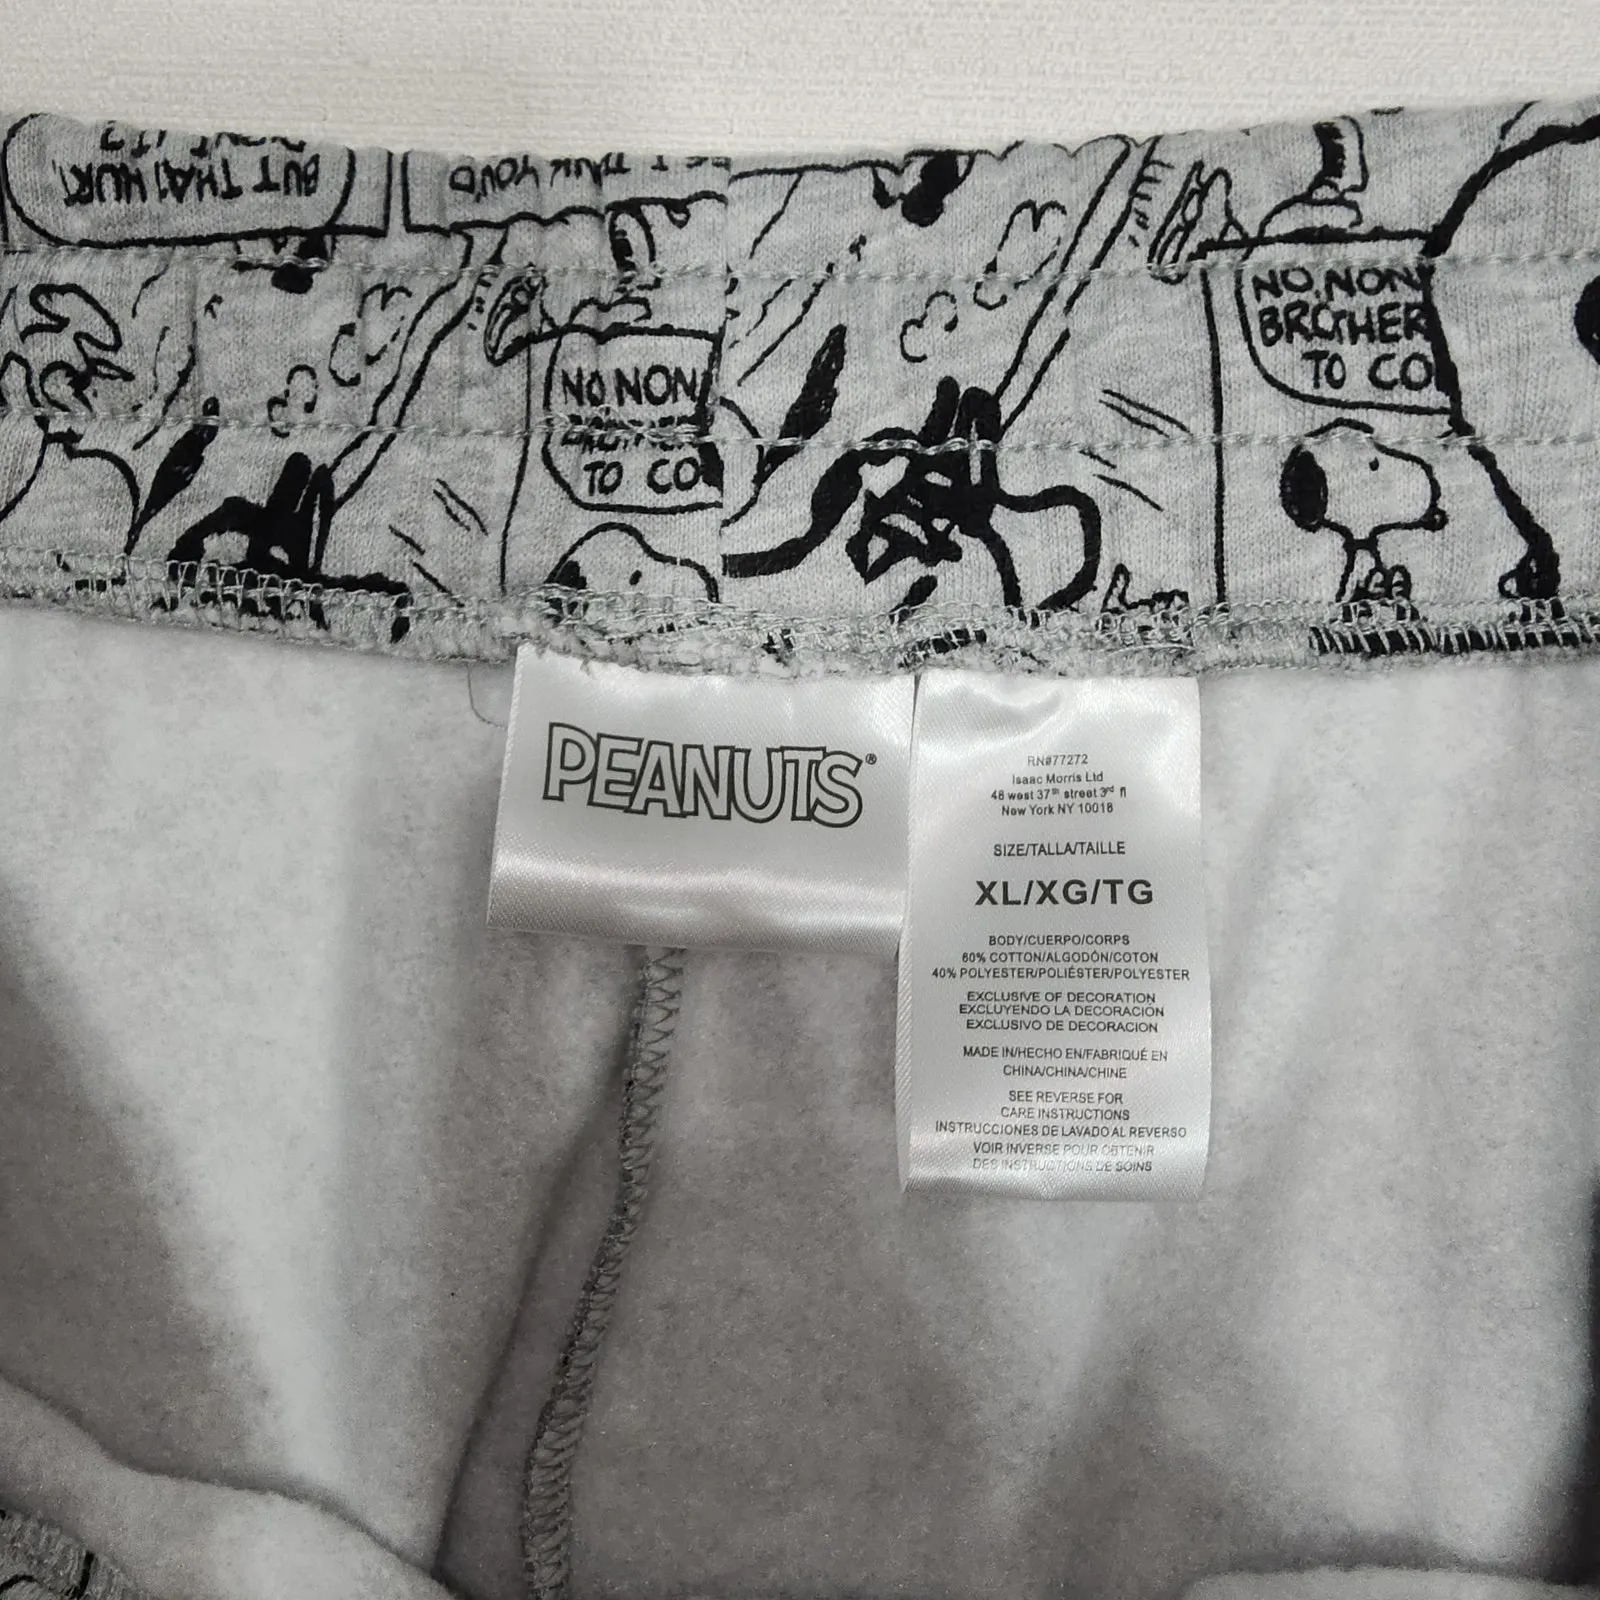 BUT THAT HURT,
NO, NON
BROTHER
TO CO
NO, NON
TO CO
PEANUTS®
RN#77272
Isaac Morris Ltd
48 west 37th street 3rd fl
New York NY 10018
SIZE/TALLA/TAILLE
XL/XG/TG
BODY/CUERPO/CORPS
60% COTTON/ALGODÓN/COTON
40% POLYESTER/POLIÉSTER/POLYESTER
EXCLUSIVE OF DECORATION
EXCLUYENDO LA DECORACIÓN
EXCLUSIVO DE DECORACION
MADE IN/HECHO EN/FABRIQUÉ EN
CHINA/CHINA/CHINE
SEE REVERSE FOR
CARE INSTRUCTIONS
INSTRUCCIONES DE LAVADO AL REVERSO
VOIR INVERSE POUR OBTENIR
DES INSTRUCTIONS DE SOINS